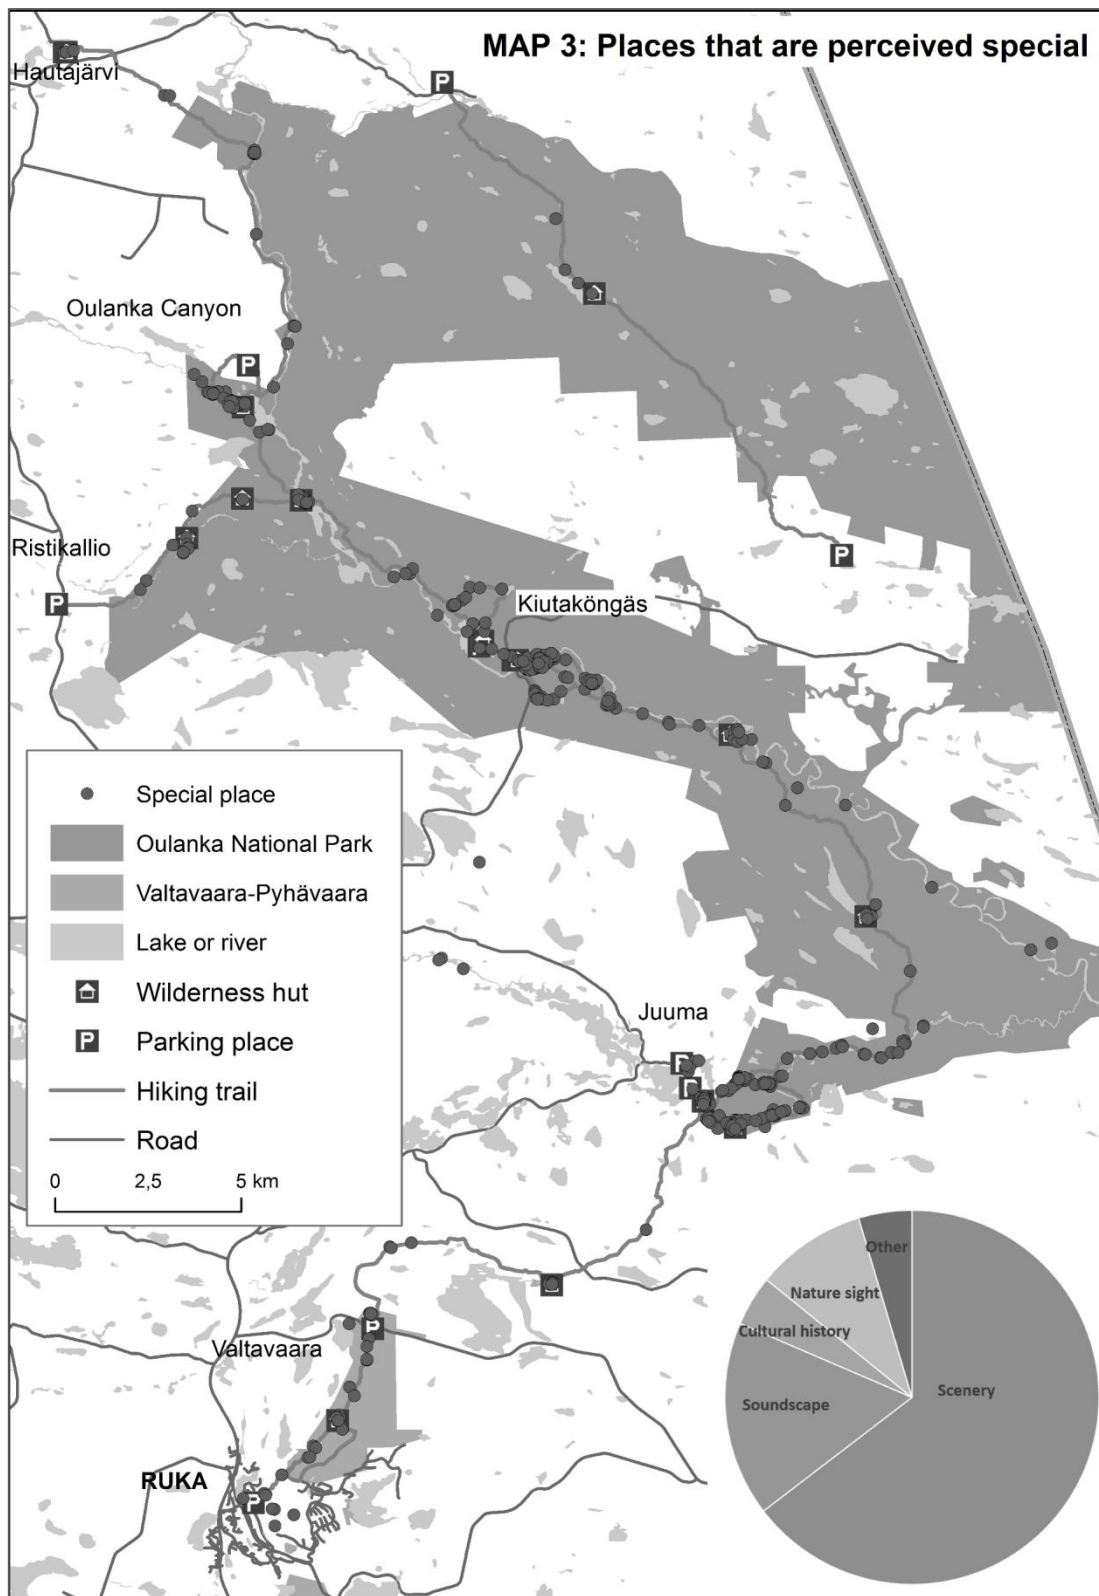 MAP 3: Places that are perceived special
Hautajärvi
P
Oulanka Canyon
P
Ristikallio
P
P
Kiutaköngäs
Special place
Oulanka National Park
Valtavaara-Pyhävaara
Lake or river
Wilderness hut
P Parking place
Hiking trail
Road
0 2,5 5 km
Juuma
P
P
Valtavaara
P
RUKA
P
Other
Nature sight
Cultural history
Soundscape
Scenery